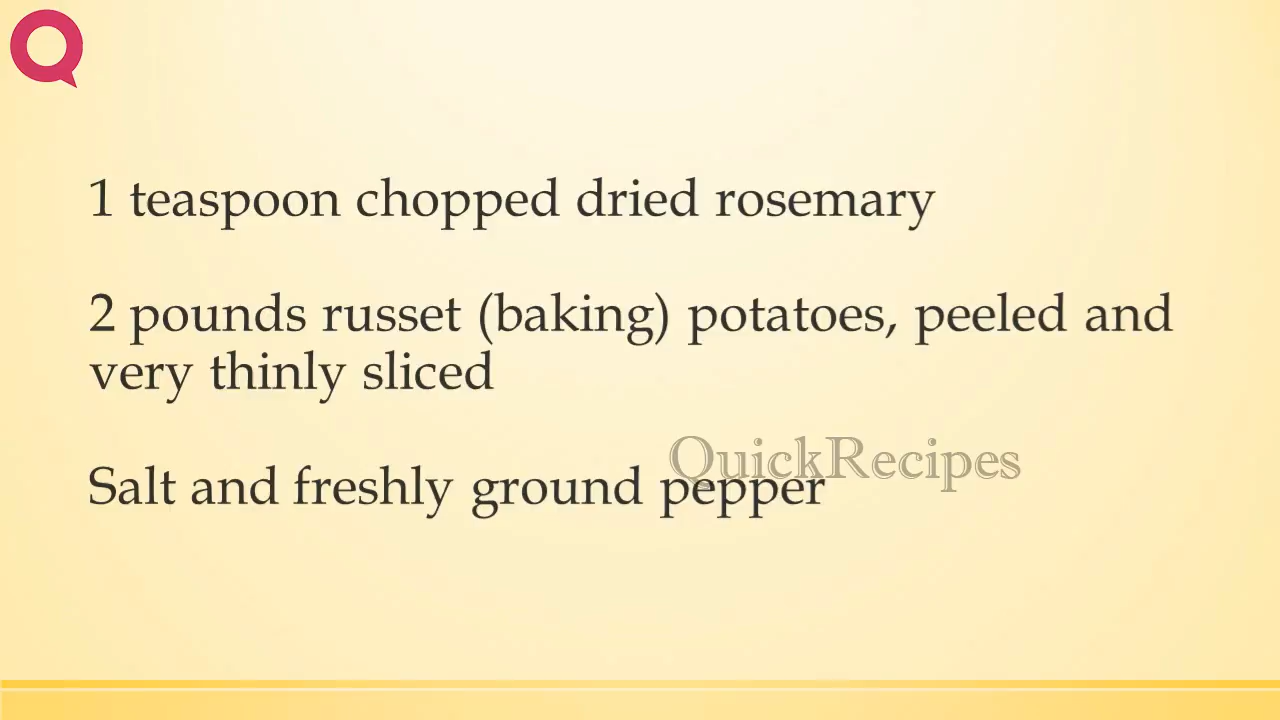 1 teaspoon chopped dried rosemary
2 pounds russet (baking) potatoes, peeled and
very thinly sliced
QuickRecipes
Salt and freshly ground pepper